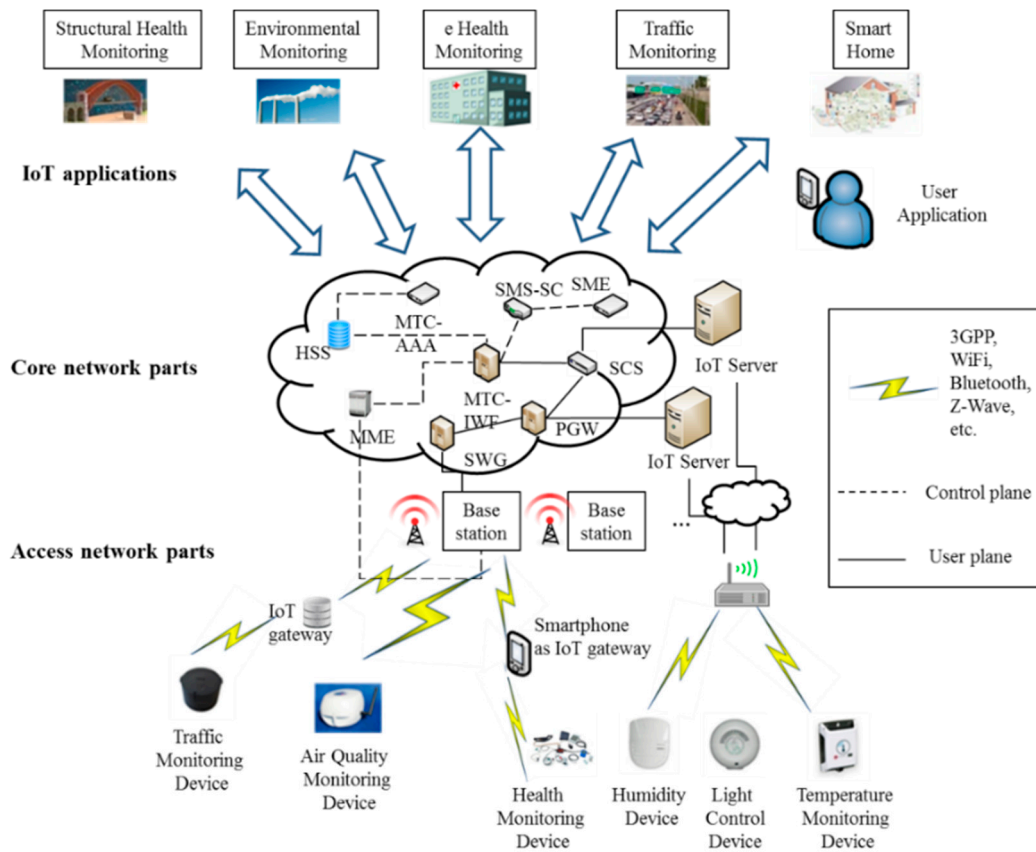 Structural Health
Monitoring
Environmental
Monitoring
e Health
Monitoring
Traffic
Monitoring
Smart
Home
IoT applications
User
Application
SMS-SC
SME
HSS
MTC-
AAA
SCS
IoT Server
Core network parts
MTC-
IWF
MME
SWG
PGW
IoT Server
3GPP,
WiFi,
Bluetooth,
Z-Wave,
etc.
Control plane
User plane
Base
station
Base
station
...
Access network parts
IoT
gateway
Smartphone
as IoT gateway
Traffic
Monitoring
Device
Air Quality
Monitoring
Device
Health
Monitoring
Device
Humidity
Device
Light
Control
Device
Temperature
Monitoring
Device